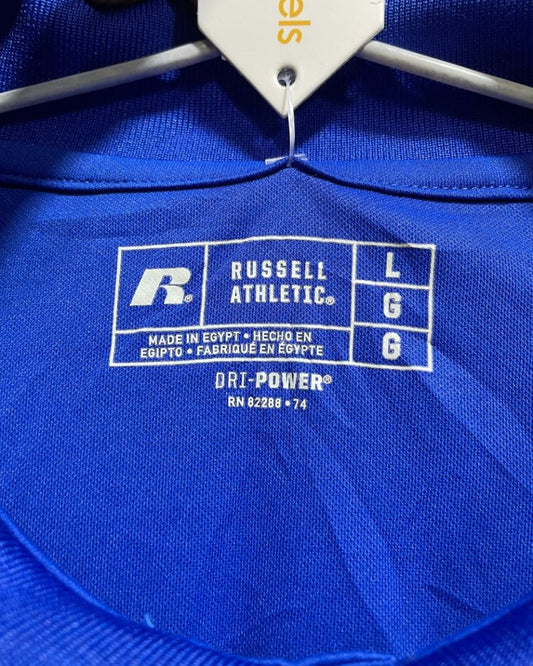 els
R®
RUSSELL
ATHLETIC®
L
G
G
MADE IN EGYPT • HECHO EN
EGIPTO • FABRIQUÉ EN ÉGYPTE
DRI-POWER®
RN 82288 • 74